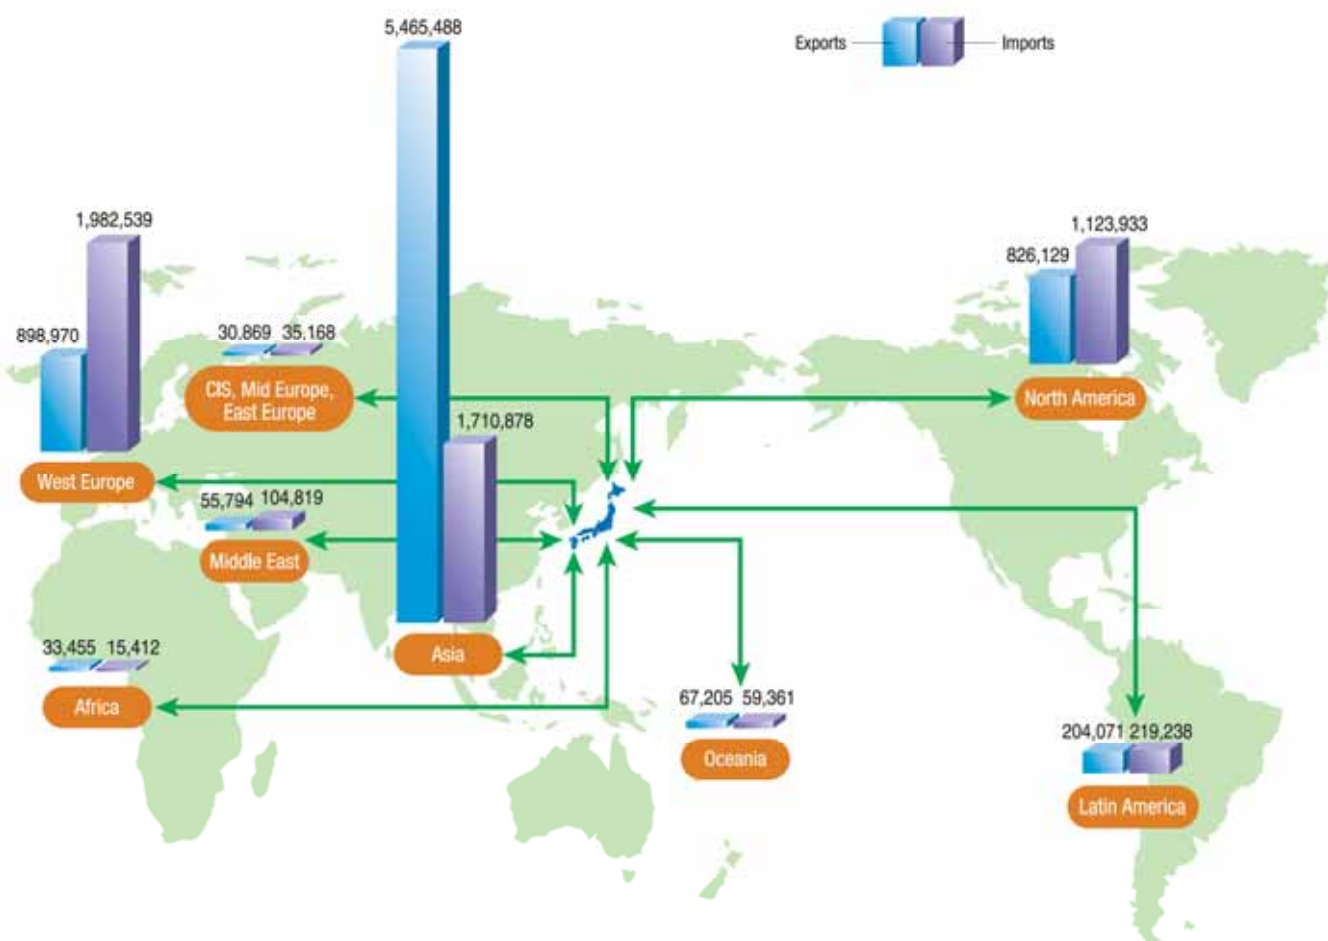 5,465,488
Exports
Imports
1,982,539
1,123,933
826,129
898,970
30.869
35.168
CIS, Mid Europe,
East Europe
North America
1,710,878
West Europe
55,794
104,819
Middle East
33,455
15,412
Asia
Africa
67,205
59,361
Oceania
204,071
219,238
Latin America